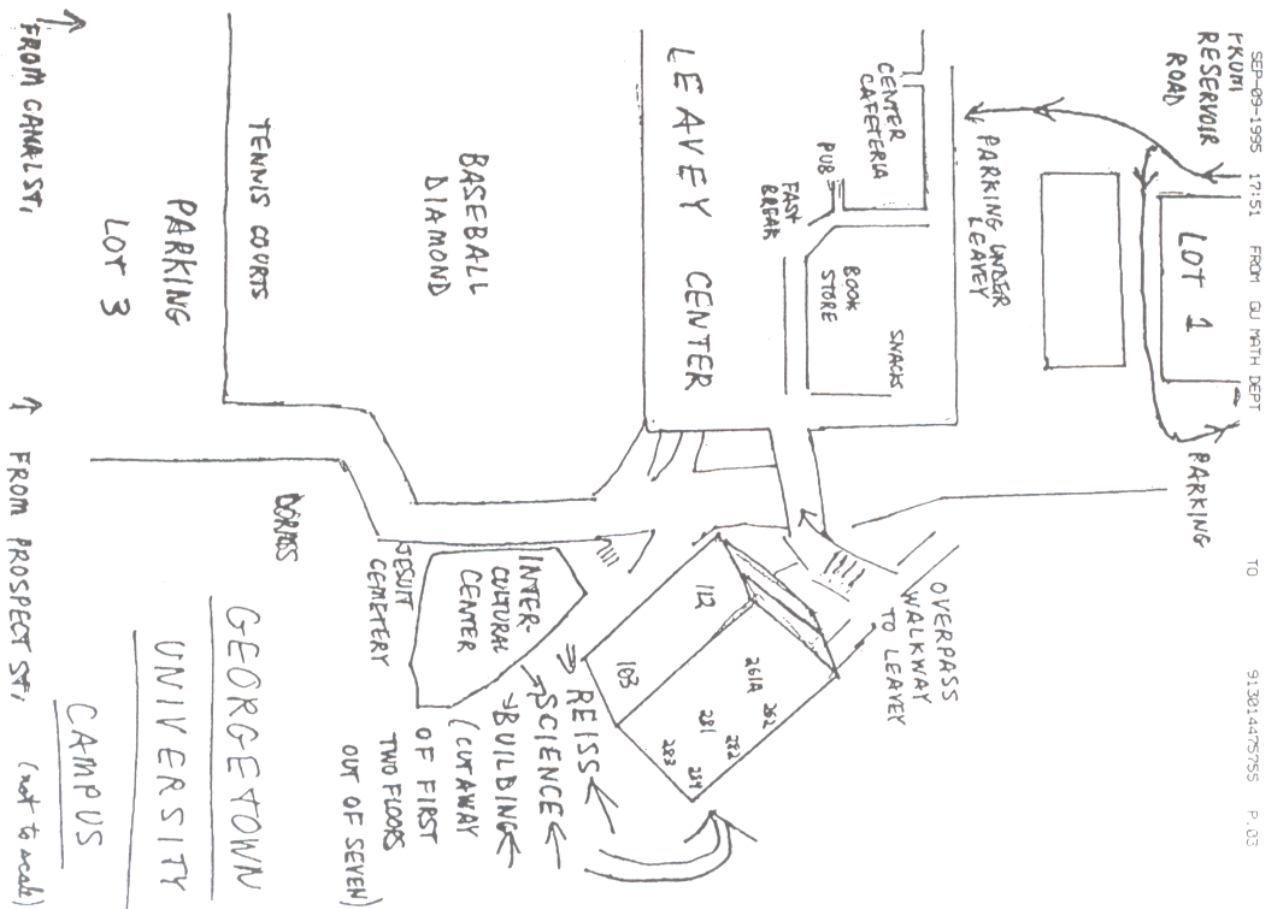 SEP-09-1995 17:51 FROM GU MATH DEPT TO 913014475755 P.03
FROM
RESERVOIR
ROAD
LOT 1
PARKING
PARKING UNDER
LEAVEY
CENTER
CAFETERIA
PUB
FAST
BREAK
BOOK
STORE
SNACKS
LEAVEY CENTER
OVERPASS
WALKWAY
TO LEAVEY
BASEBALL
DIAMOND
112
103
261A
262
281
282
283
284
REISS
SCIENCE
BUILDING
(CUTAWAY
OF FIRST
TWO FLOORS
OUT OF SEVEN)
INTER-
CULTURAL
CENTER
JESUIT
CEMETERY
TENNIS COURTS
DORMS
PARKING
LOT 3
GEORGETOWN
UNIVERSITY
CAMPUS
FROM CANAL ST.
FROM PROSPECT ST.
(not to scale)